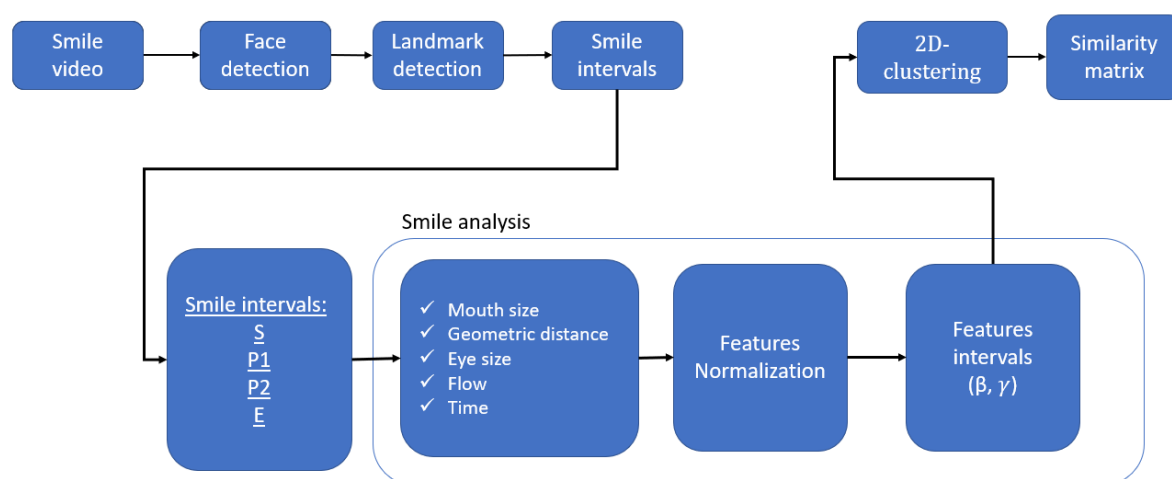 Smile
video
Face
detection
Landmark
detection
Smile
intervals
2D-
clustering
Similarity
matrix
Smile analysis
Smile intervals:
S
P1
P2
E
✓ Mouth size
✓ Geometric distance
✓ Eye size
✓ Flow
✓ Time
Features
Normalization
Features
intervals
(β, γ)